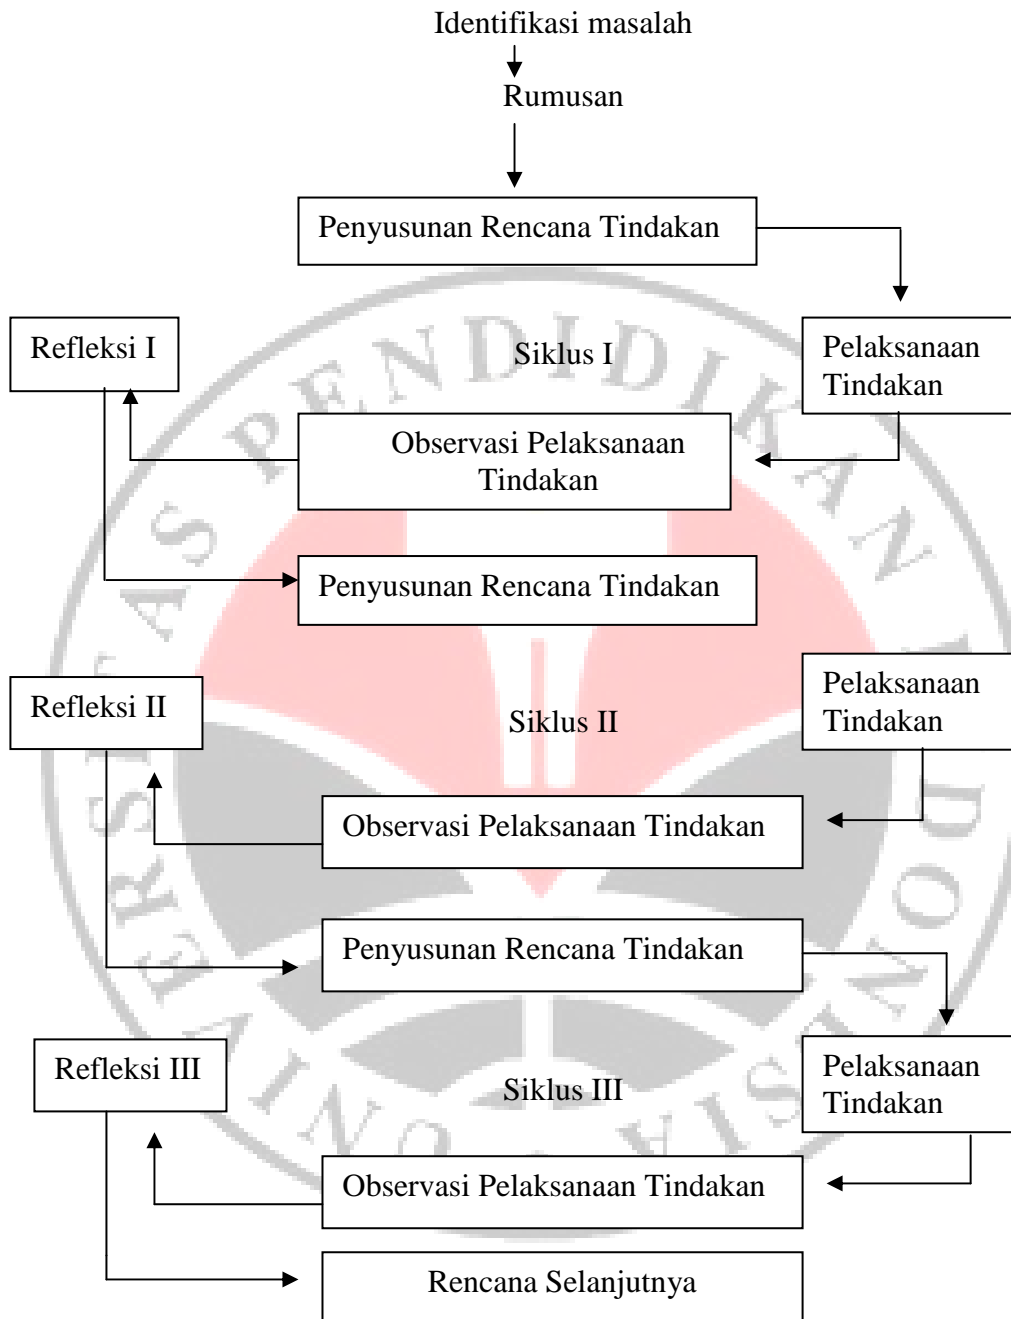 Identifikasi masalah
Rumusan
Penyusunan Rencana Tindakan
Refleksi I
Siklus I
Pelaksanaan
Tindakan
Observasi Pelaksanaan
Tindakan
Penyusunan Rencana Tindakan
Refleksi II
Siklus II
Pelaksanaan
Tindakan
Observasi Pelaksanaan Tindakan
Penyusunan Rencana Tindakan
Refleksi III
Siklus III
Pelaksanaan
Tindakan
Observasi Pelaksanaan Tindakan
Rencana Selanjutnya